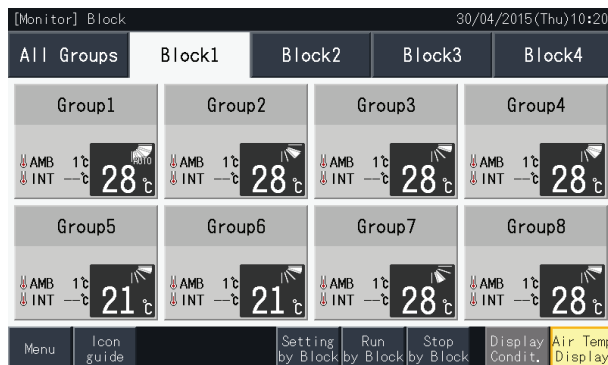 [Monitor] Block 30/04/2015(Thu)10:20
All Groups Block1 Block2 Block3 Block4
Group1 Group2 Group3 Group4
AMB 1℃ AUTO AMB 1℃ AMB 1℃ AMB 1℃
INT --℃ 28℃ INT --℃ 28℃ INT --℃ 28℃ INT --℃ 28℃
Group5 Group6 Group7 Group8
AMB 1℃ AMB 1℃ AMB 1℃ AMB 1℃
INT --℃ 21℃ INT --℃ 21℃ INT --℃ 28℃ INT --℃ 28℃
Menu Icon Setting Run Stop Display Air Temp
guide by Block by Block by Block Condit. Display